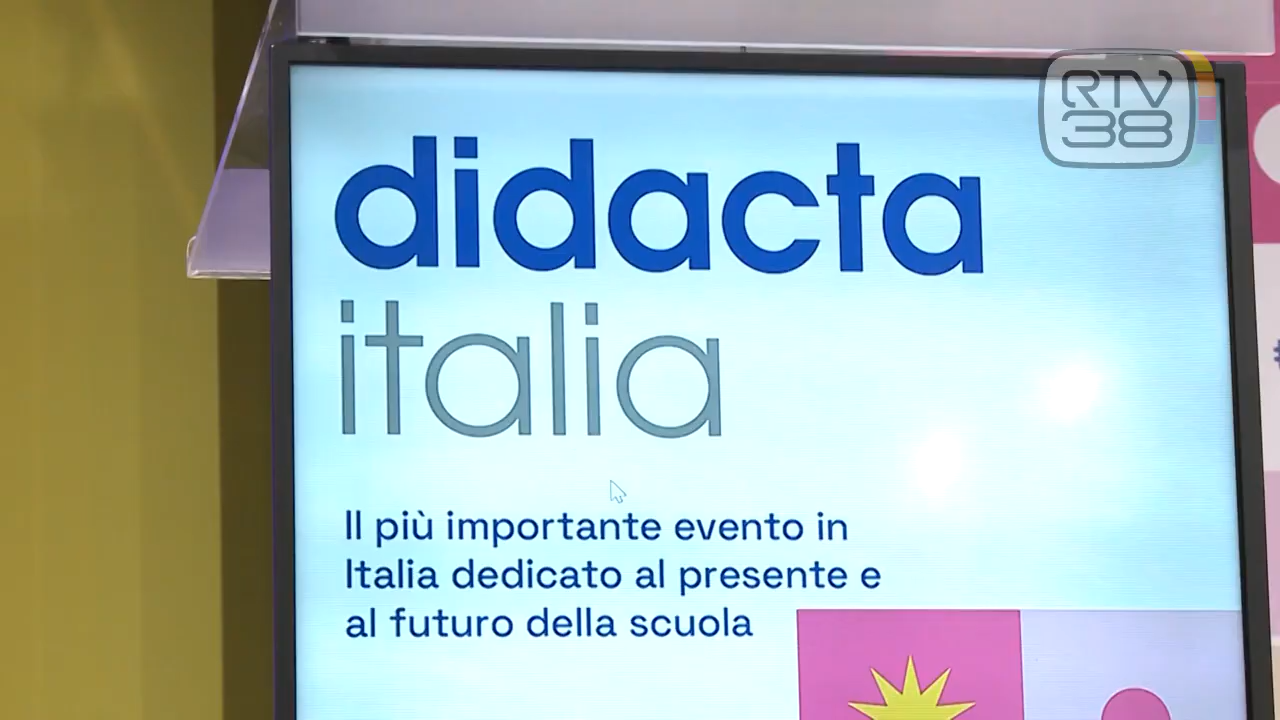 RTV
38
didacta
italia
Il più importante evento in
Italia dedicato al presente e
al futuro della scuola